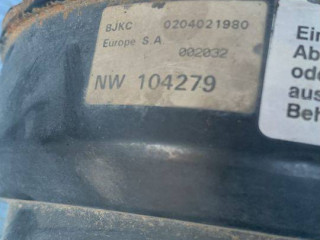 BJKC 0204021980
Europe S.A
002032
NW 104279
Ein
Ab
ode
aus
Beh